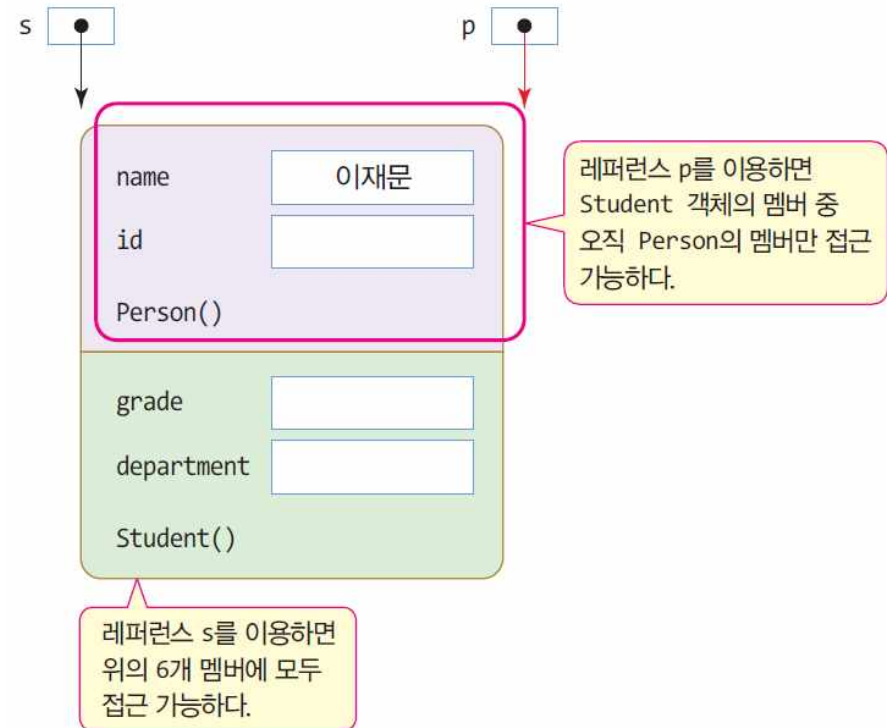 s
p
name
이재문
id
Person()
레퍼런스 p를 이용하면
Student 객체의 멤버 중
오직 Person의 멤버만 접근
가능하다.
grade
department
Student()
레퍼런스 s를 이용하면
위의 6개 멤버에 모두
접근 가능하다.